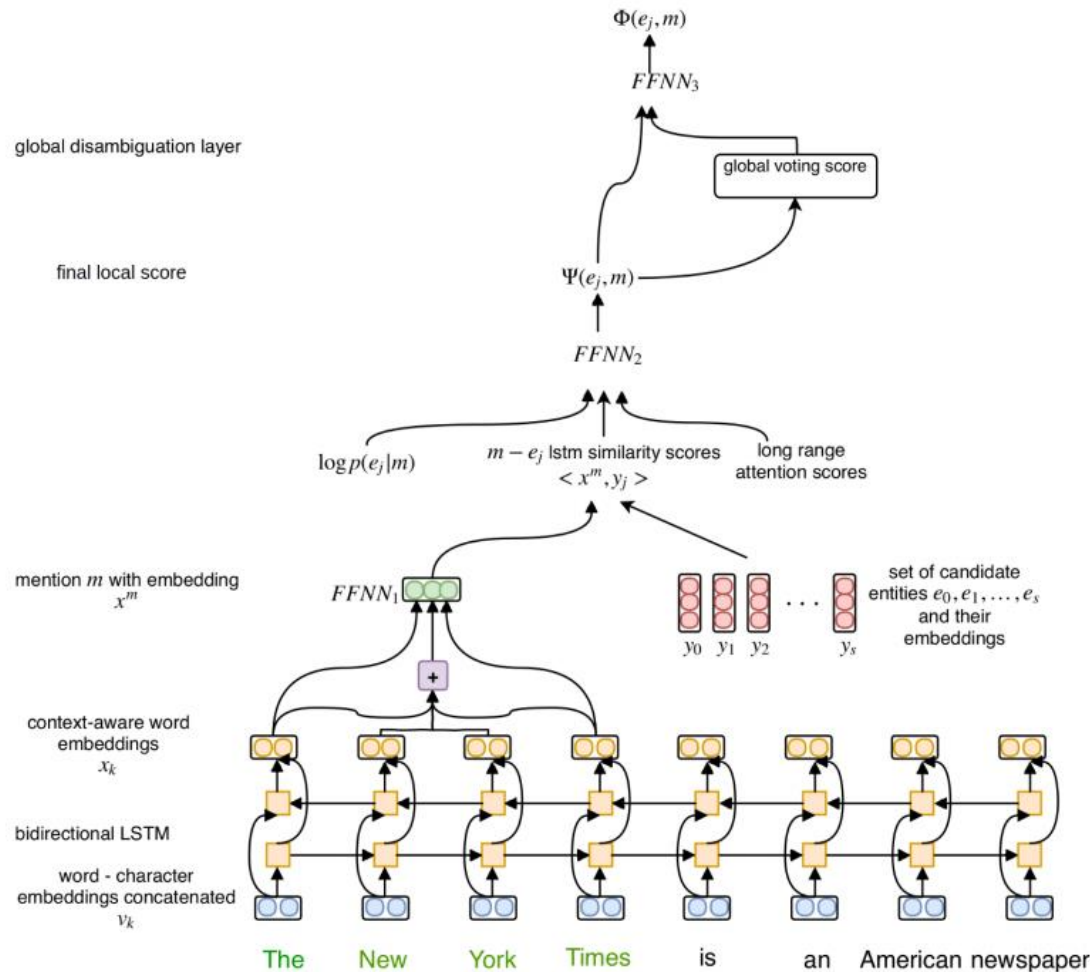 Φ(e_j, m)
FFNN_3
global disambiguation layer
global voting score
final local score
Ψ(e_j, m)
FFNN_2
log p(e_j|m)
m − e_j lstm similarity scores
< x^m, y_j >
long range
attention scores
mention m with embedding
x^m
FFNN_1
y_0 y_1 y_2 · · · y_s
set of candidate
entities e_0, e_1, . . . , e_s
and their
embeddings
+
context-aware word
embeddings
x_k
bidirectional LSTM
word - character
embeddings concatenated
v_k
The New York Times is an American newspaper